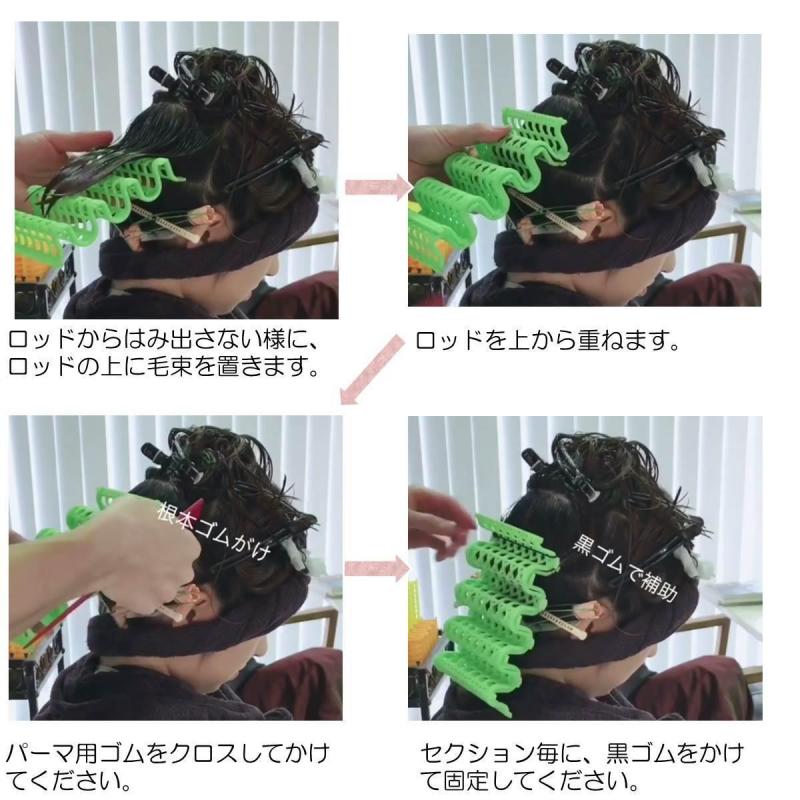 ロッドからはみ出さない様に、
ロッドの上に毛束を置きます。
ロッドを上から重ねます。
根本ゴムがけ
パーマ用ゴムをクロスしてかけ
てください。
黒ゴムで補助
セクション毎に、黒ゴムをかけ
て固定してください。